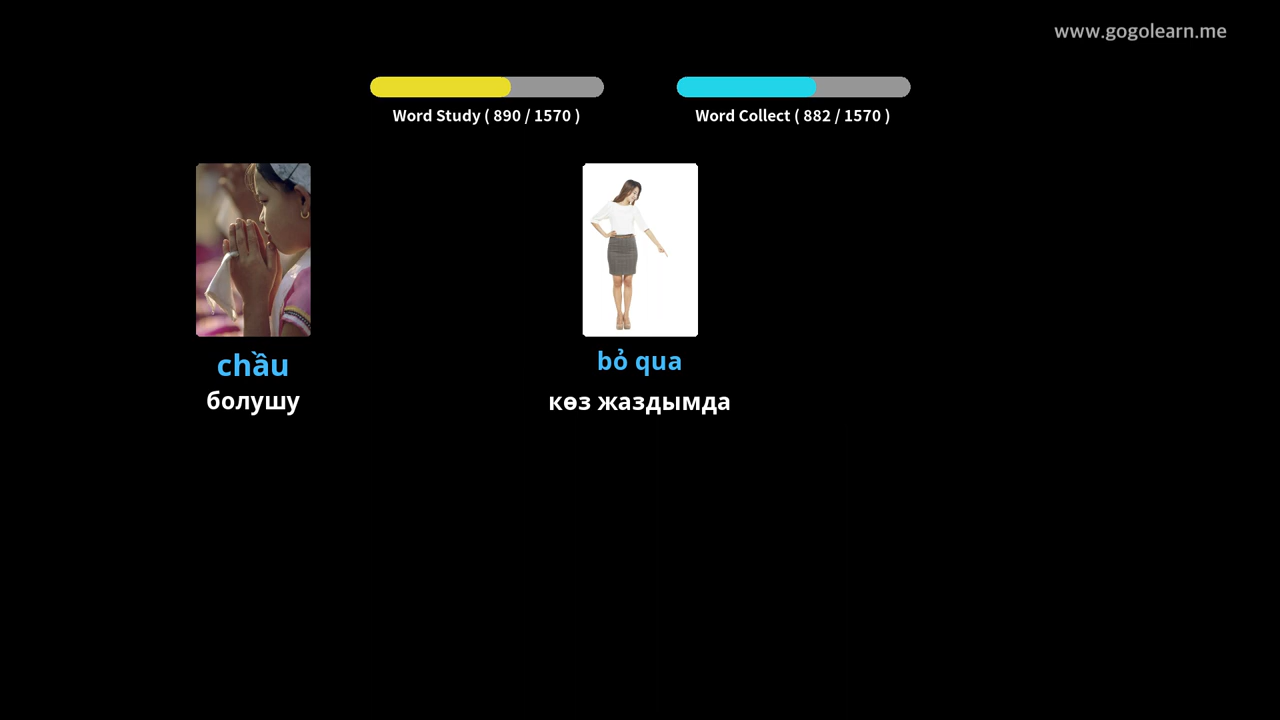 www.gogolearn.me
Word Study ( 890 / 1570 )
Word Collect ( 882 / 1570 )
chầu
болушу
bỏ qua
көз жаздымда